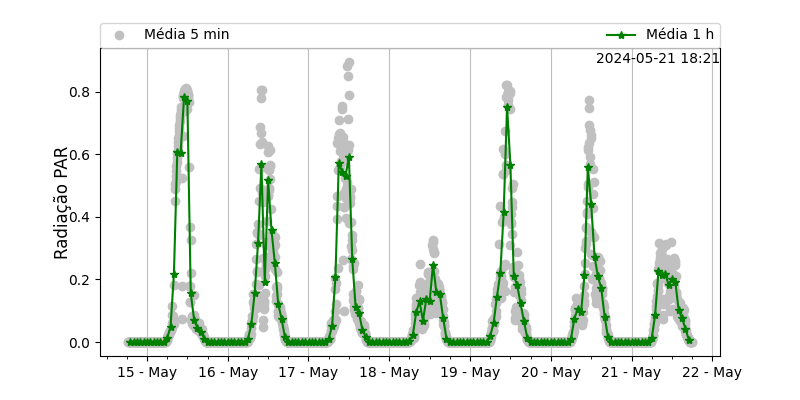 Média 5 min
Média 1 h
2024-05-21 18:21
Radiação PAR
0.8
0.6
0.4
0.2
0.0
15 - May
16 - May
17 - May
18 - May
19 - May
20 - May
21 - May
22 - May